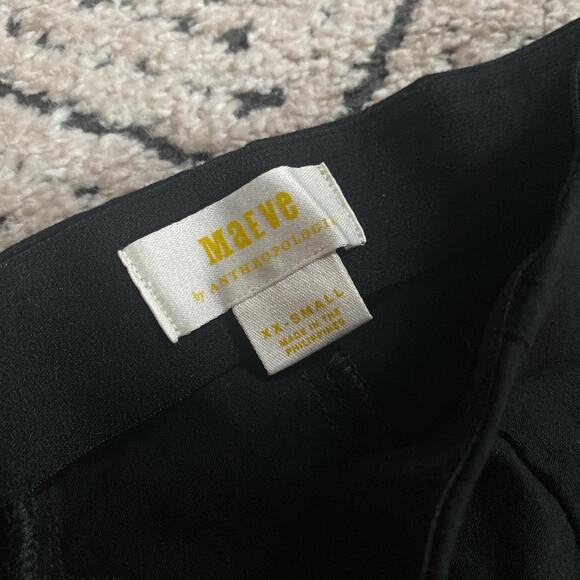 MaEVe
by ANTHROPOLOGIE
XX-SMALL
MADE IN THE
PHILIPPINES